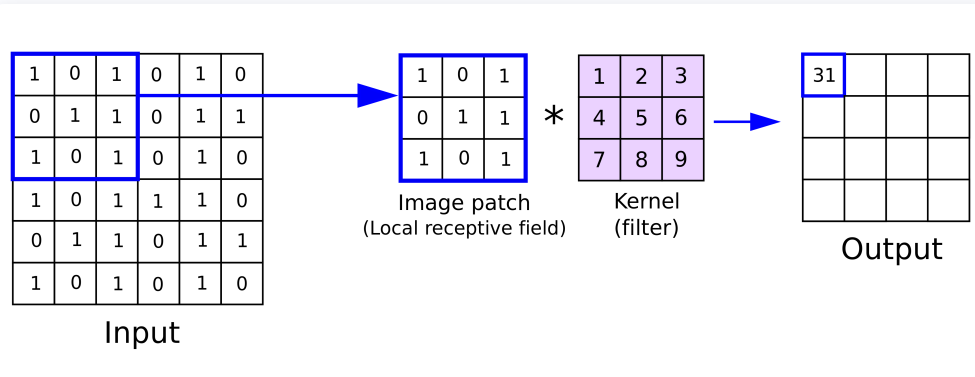 1 0 1 0 1 0
0 1 1 0 1 1
1 0 1 0 1 0
1 0 1 1 1 0
0 1 1 0 1 1
1 0 1 0 1 0
Input
1 0 1
0 1 1
1 0 1
Image patch
(Local receptive field)
*
1 2 3
4 5 6
7 8 9
Kernel
(filter)
31
Output